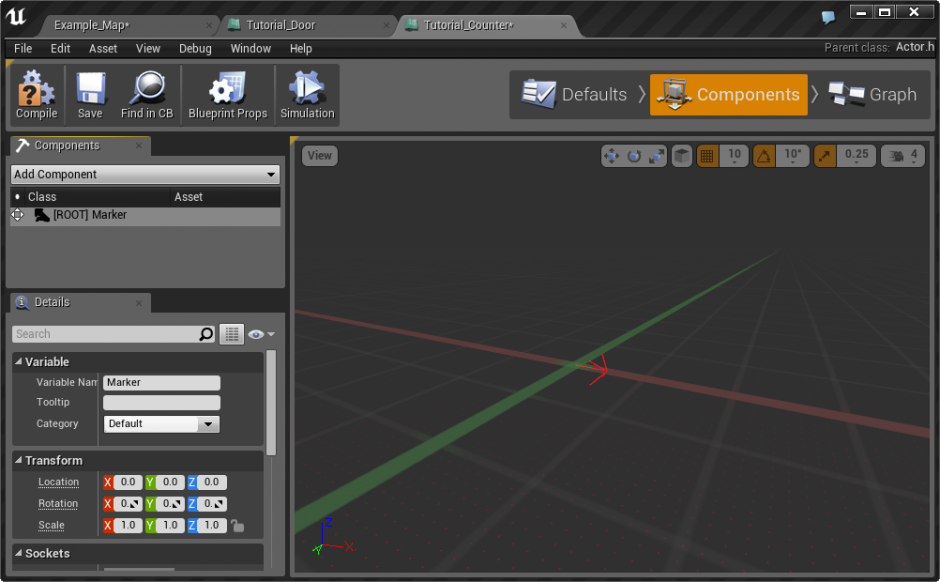 Example_Map*
Tutorial_Door
Tutorial_Counter*
File Edit Asset View Debug Window Help
Parent class: Actor.h
Compile Save Find in CB Blueprint Props Simulation
Defaults Components Graph
Components
Add Component
Class Asset
[ROOT] Marker
Details
Search
Variable
Variable Nam Marker
Tooltip
Category Default
Transform
Location X 0.0 Y 0.0 Z 0.0
Rotation X 0. Y 0. Z 0.
Scale X 1.0 Y 1.0 Z 1.0
Sockets
View
10 10° 0.25 4
Z
X
Y